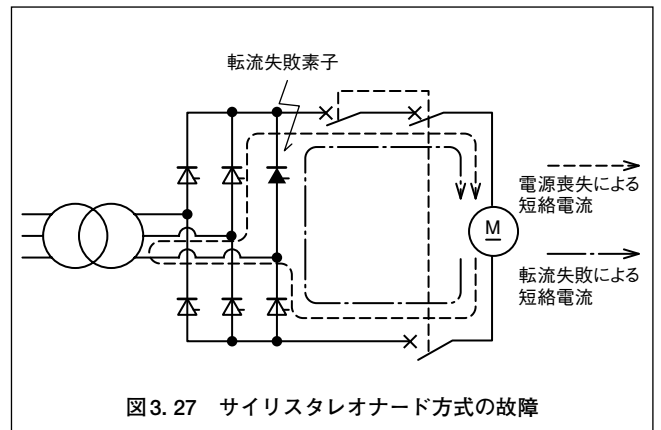 転流失敗素子
電源喪失による
短絡電流
M
転流失敗による
短絡電流
図3. 27 サイリスタレオナード方式の故障